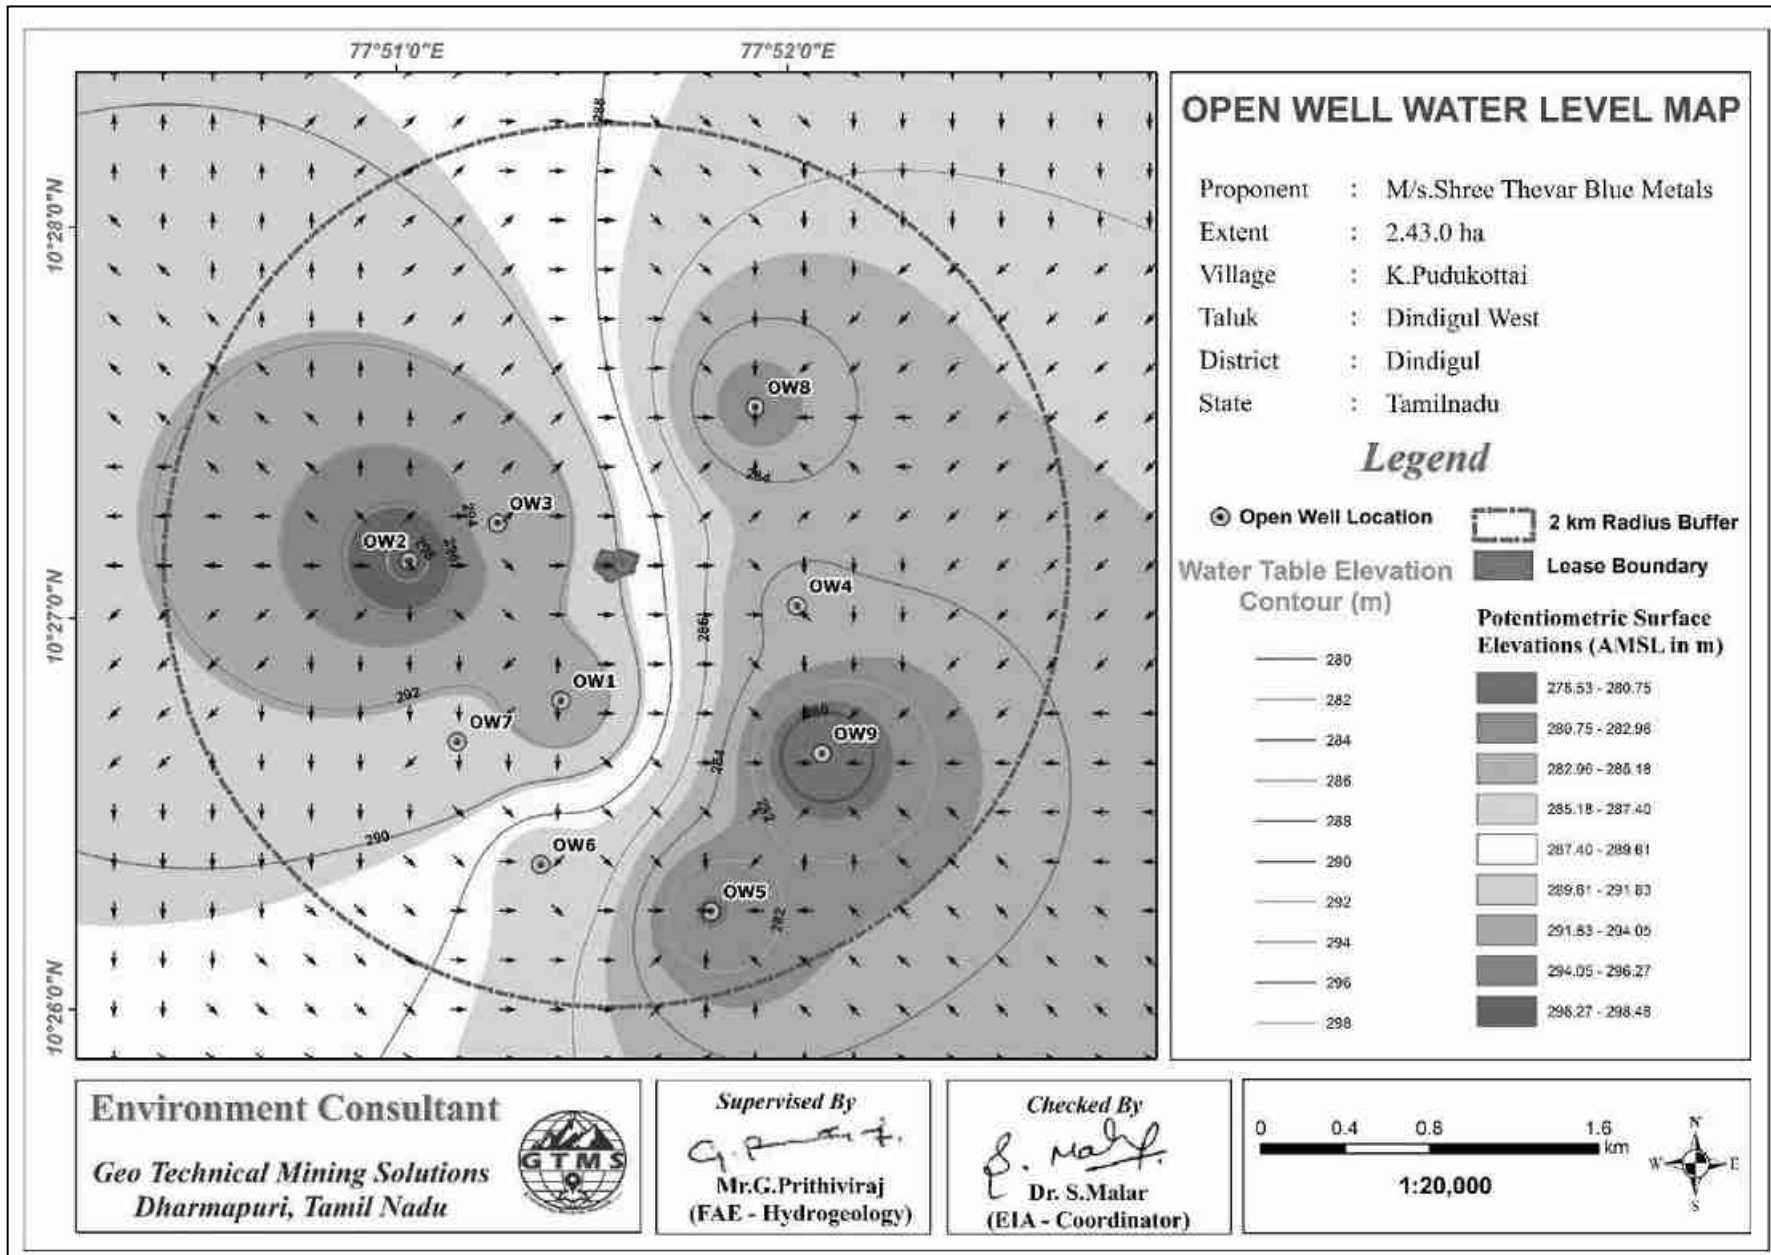 77°51'0"E
77°52'0"E
10°28'0"N
10°27'0"N
10°26'0"N
288
OW8
284
OW3
294
OW2
296
OW4
286
OW1
292
OW7
280
OW9
284
282
290
OW6
OW5
282
OPEN WELL WATER LEVEL MAP
Proponent : M/s.Shree Thevar Blue Metals
Extent : 2.43.0 ha
Village : K.Pudukottai
Taluk : Dindigul West
District : Dindigul
State : Tamilnadu
Legend
Open Well Location
2 km Radius Buffer
Lease Boundary
Water Table Elevation
Contour (m)
280
282
284
286
288
290
292
294
296
298
Potentiometric Surface
Elevations (AMSL in m)
278.53 - 280.75
280.75 - 282.96
282.96 - 285.18
285.18 - 287.40
287.40 - 289.61
289.61 - 291.83
291.83 - 294.05
294.05 - 296.27
296.27 - 298.48
Environment Consultant
Geo Technical Mining Solutions
Dharmapuri, Tamil Nadu
GTMS
Supervised By
Mr.G.Prithiviraj
(FAE - Hydrogeology)
Checked By
S. Malar
Dr. S.Malar
(EIA - Coordinator)
0 0.4 0.8 1.6
km
1:20,000
N
W E
S